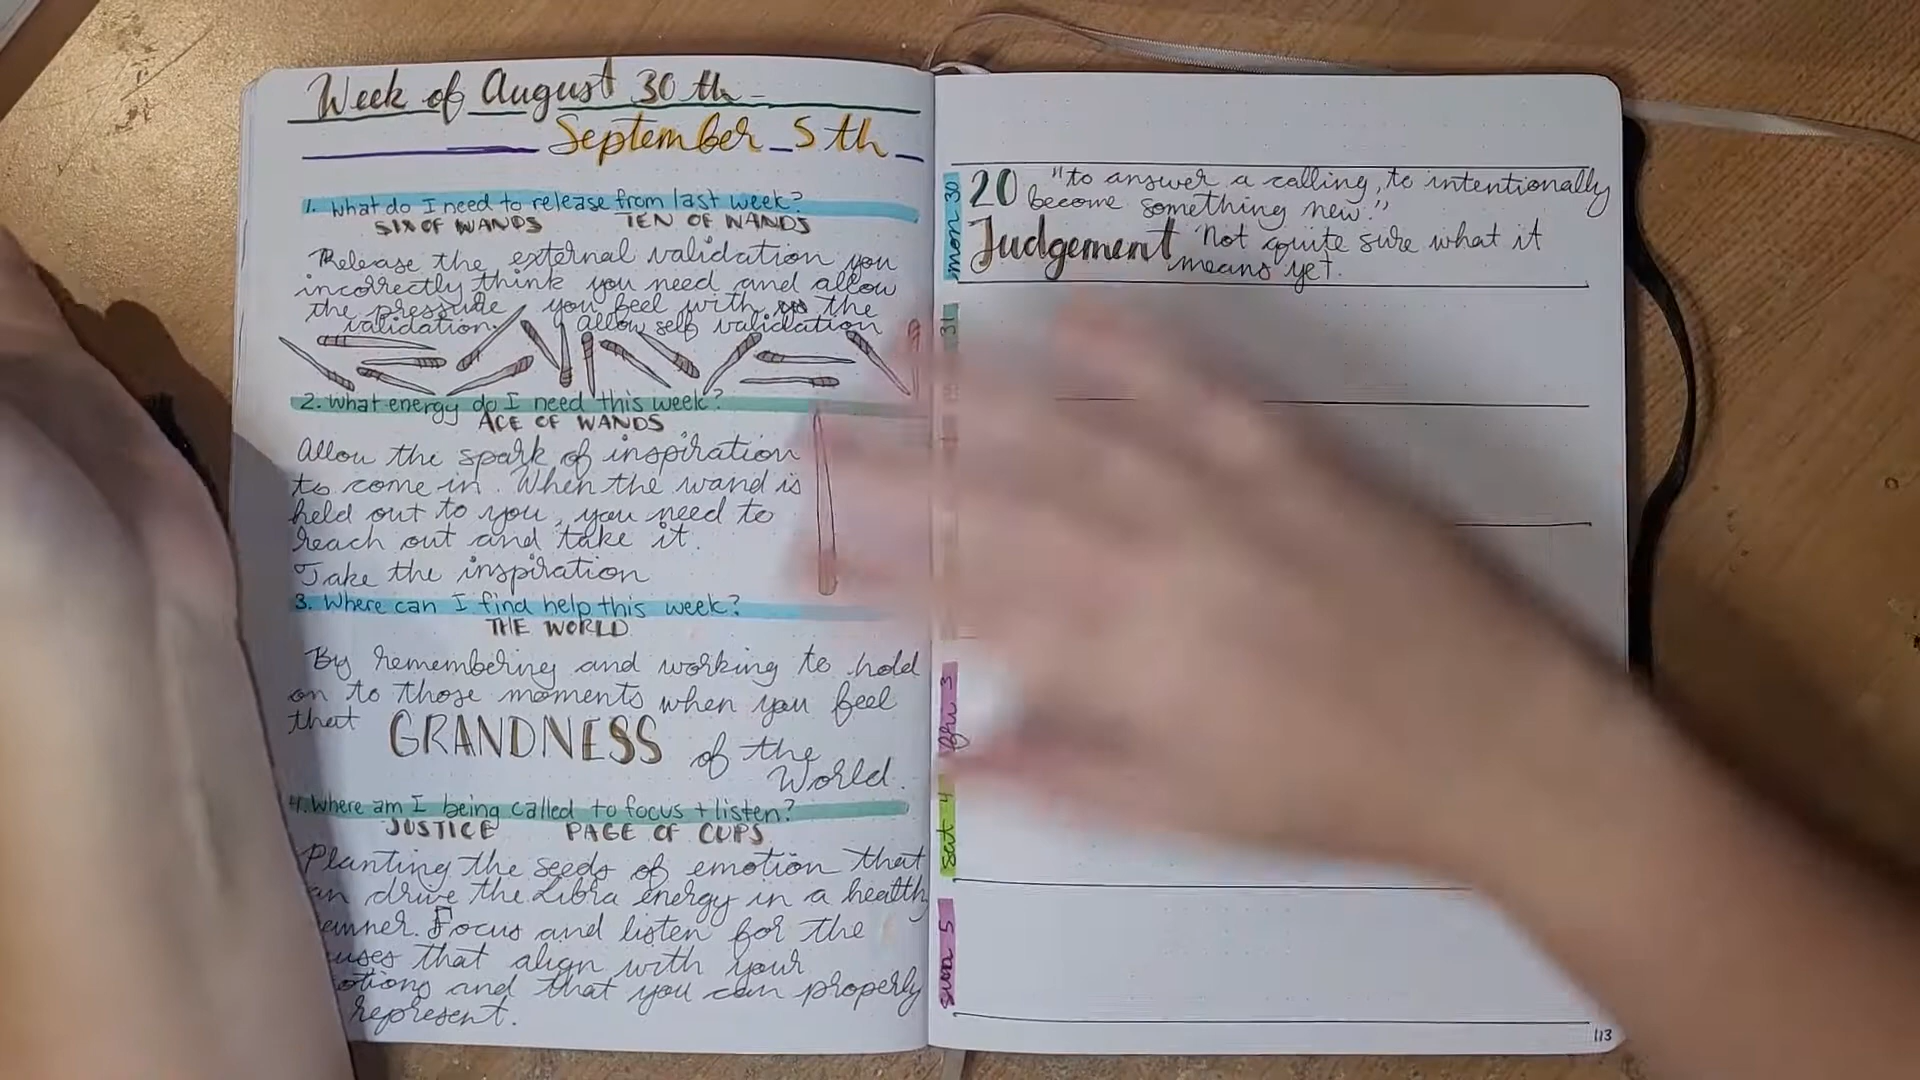 Week of August 30th -
September 5th
1. What do I need to release from last week?
SIX OF WANDS TEN OF WANDS
Release the external validation you
incorrectly think you need and allow
the pressure you feel with the
validation. Allow self validation
2. What energy do I need this week?
ACE OF WANDS
Allow the spark of inspiration
to come in. When the wand is
held out to you, you need to
reach out and take it.
Take the inspiration
3. Where can I find help this week?
THE WORLD
By remembering and working to hold
on to those moments when you feel
that GRANDNESS of the
World.
4. Where am I being called to focus + listen?
JUSTICE PAGE OF CUPS
Planting the seeds of emotion that
an drive the Libra energy in a health
Focus and listen for the
uses that align with your
otions and that you can properly
represent.
mon 30
20 "to answer a calling, to intentionally
become something new."
Judgement Not quite sure what it
means yet.
31
fri 3
sat 4
sun 5
113